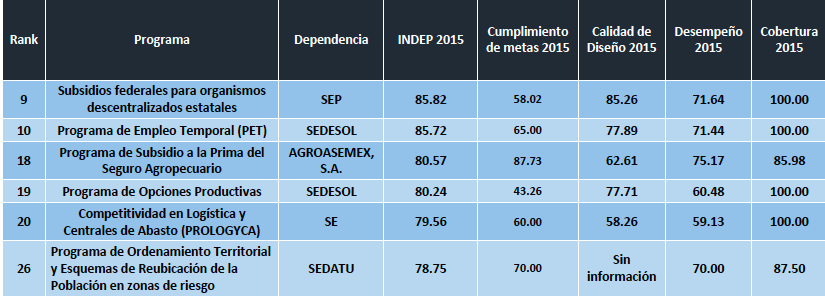 Rank Programa Dependencia INDEP 2015 Cumplimiento de metas 2015 Calidad de Diseño 2015 Desempeño 2015 Cobertura 2015
9 Subsidios federales para organismos descentralizados estatales SEP 85.82 58.02 85.26 71.64 100.00
10 Programa de Empleo Temporal (PET) SEDESOL 85.72 65.00 77.89 71.44 100.00
18 Programa de Subsidio a la Prima del Seguro Agropecuario AGROASEMEX, S.A. 80.57 87.73 62.61 75.17 85.98
19 Programa de Opciones Productivas SEDESOL 80.24 43.26 77.71 60.48 100.00
20 Competitividad en Logística y Centrales de Abasto (PROLOGYCA) SE 79.56 60.00 58.26 59.13 100.00
26 Programa de Ordenamiento Territorial y Esquemas de Reubicación de la Población en zonas de riesgo SEDATU 78.75 70.00 Sin información 70.00 87.50